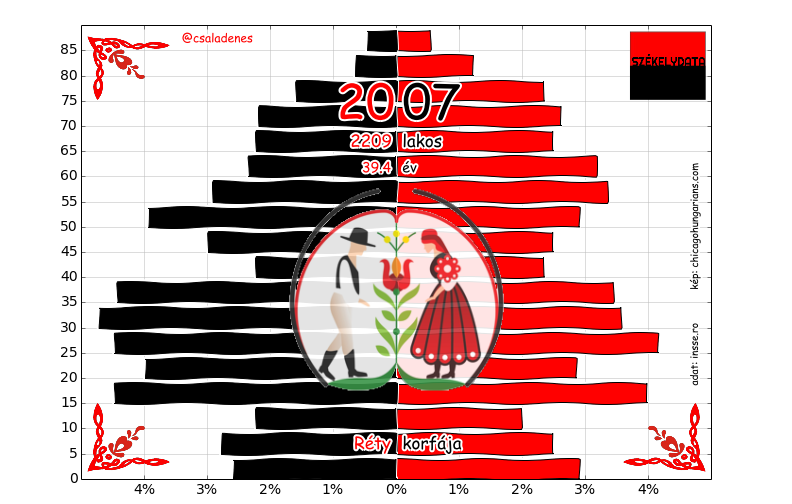 @csaladenes
SZÉKELYDATA
2007
2209 lakos
39.4 év
kép: chicagohungarians.com
adat: insse.ro
Réty korfája
85
80
75
70
65
60
55
50
45
40
35
30
25
20
15
10
5
0
4% 3% 2% 1% 0% 1% 2% 3% 4%